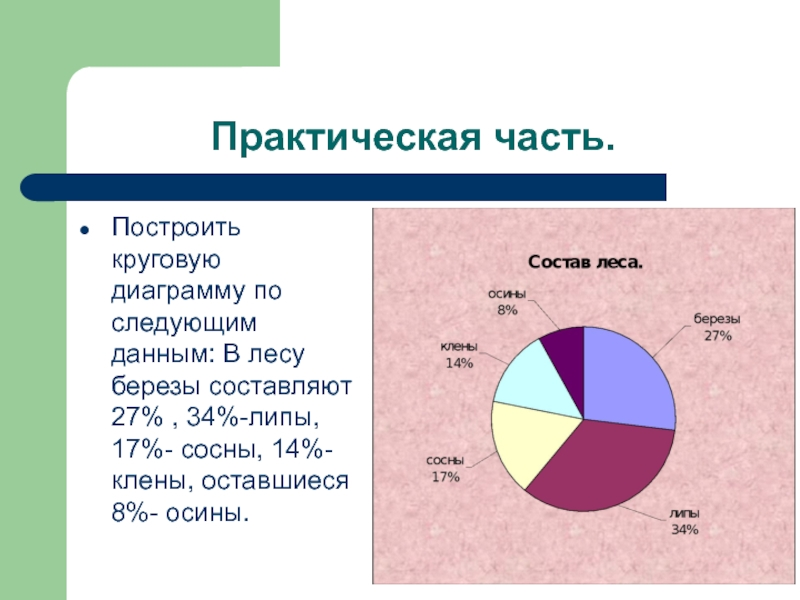 Практическая часть.
Построить
круговую
диаграмму по
следующим
данным: В лесу
березы составляют
27% , 34%-липы,
17%- сосны, 14%-
клены, оставшиеся
8%- осины.
Состав леса.
осины
8%
березы
27%
клены
14%
сосны
17%
липы
34%